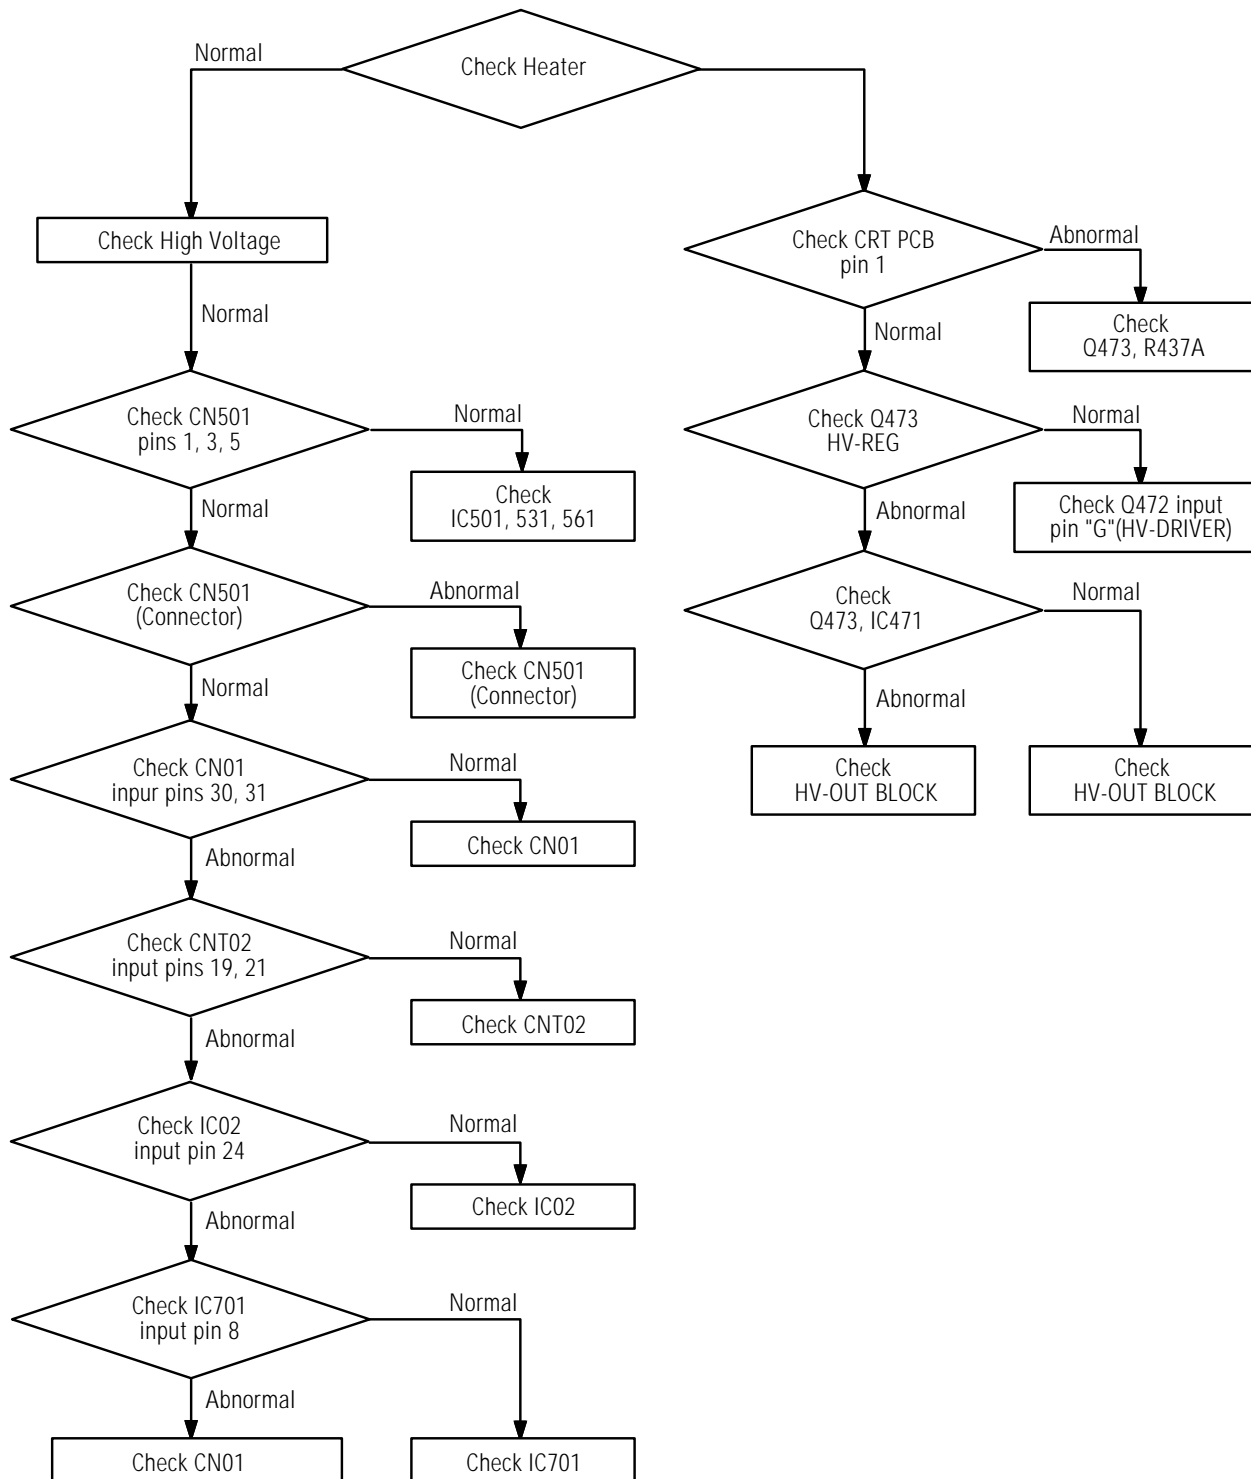 Normal
Check Heater
Check High Voltage
Normal
Check CN501
pins 1, 3, 5
Normal
Check
IC501, 531, 561
Normal
Check CN501
(Connector)
Abnormal
Check CN501
(Connector)
Normal
Check CN01
inpur pins 30, 31
Normal
Check CN01
Abnormal
Check CNT02
input pins 19, 21
Normal
Check CNT02
Abnormal
Check IC02
input pin 24
Normal
Check IC02
Abnormal
Check IC701
input pin 8
Normal
Abnormal
Check CN01
Check IC701
Check CRT PCB
pin 1
Abnormal
Check
Q473, R437A
Normal
Check Q473
HV-REG
Normal
Check Q472 input
pin "G"(HV-DRIVER)
Abnormal
Check
Q473, IC471
Normal
Abnormal
Check
HV-OUT BLOCK
Check
HV-OUT BLOCK